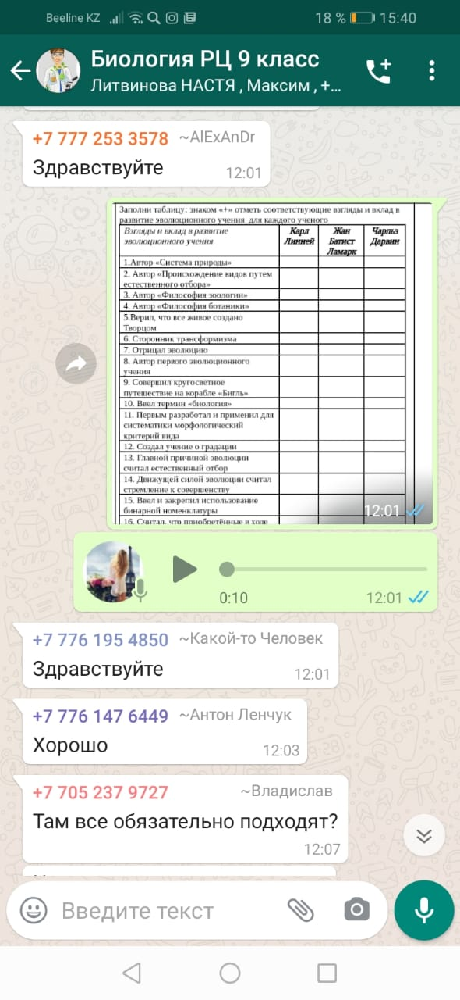 Beeline KZ 18 % 15:40
Биология РЦ 9 класс
Литвинова НАСТЯ , Максим , +...
+7 777 253 3578 ~AlExAnDr
Здравствуйте
12:01
Заполни таблицу: знаком «+» отметь соответствующие взгляды и вклад в
развитие эволюционного учения для каждого ученого
Взгляды и вклад в развитие
эволюционного учения
Карл
Линней
Жан
Батист
Ламарк
Чарльз
Дарвин
1.Автор «Система природы»
2. Автор «Происхождение видов путем
естественного отбора»
3. Автор «Философия зоологии»
4. Автор «Философия ботаники»
5.Верил, что все живое создано
Творцом
6. Сторонник трансформизма
7. Отрицал эволюцию
8. Автор первого эволюционного
учения
9. Совершил кругосветное
путешествие на корабле «Бигль»
10. Ввел термин «биология»
11. Первым разработал и применил для
систематики морфологический
критерий вида
12. Создал учение о градации
13. Главной причиной эволюции
считал естественный отбор
14. Движущей силой эволюции считал
стремление к совершенству
15. Ввел и закрепил использование
бинарной номенклатуры
16. Считал, что приобретённые в ходе
12:01
0:10 12:01
+7 776 195 4850 ~Какой-то Человек
Здравствуйте
12:01
+7 776 147 6449 ~Антон Ленчук
Хорошо
12:03
+7 705 237 9727 ~Владислав
Там все обязательно подходят?
12:07
Введите текст